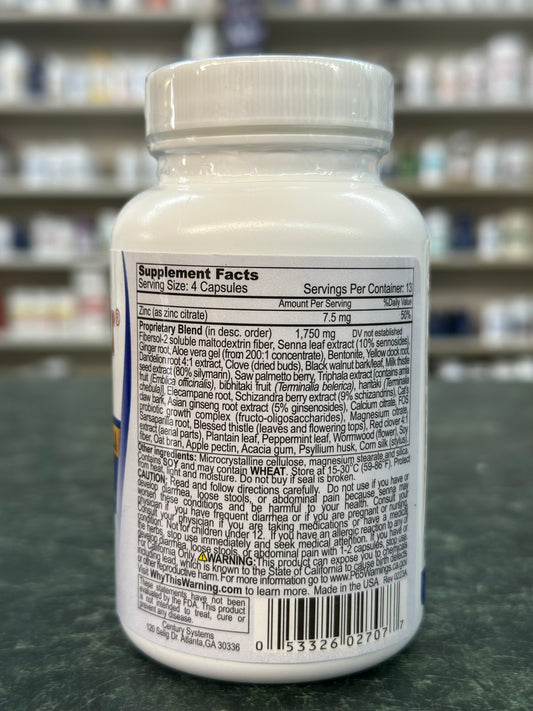 Supplement Facts
Serving Size: 4 Capsules Servings Per Container: 13
Amount Per Serving %Daily Value
Zinc (as zinc citrate) 7.5 mg 50%
Proprietary Blend (in desc. order) 1,750 mg DV not established
Fibersol-2 soluble maltodextrin fiber, Senna leaf extract (10% sennosides),
Ginger root, Aloe vera gel (from 200:1 concentrate), Bentonite, Yellow dock root,
Dandelion root 4:1 extract, Clove (dried buds), Black walnut bark/leaf, Milk thistle
seed extract (80% silymarin), Saw palmetto berry, Triphala extract [contains amla
fruit (Emblica officinalis), bibhitaki fruit (Terminalia belerica), haritaki (Terminalia
chebula)], Elecampane root, Schizandra berry extract (9% schizandrins), Cat's
claw bark, Asian ginseng root extract (5% ginsenosides), Calcium citrate, FOS
probiotic growth complex (fructo-oligosaccharides), Magnesium citrate,
Sarsaparilla root, Blessed thistle (leaves and flowering tops), Red clover 4:1
extract (aerial parts), Plantain leaf, Peppermint leaf, Wormwood (flower), Soy
fiber, Oat bran, Apple pectin, Acacia gum, Psyllium husk, Corn silk (stylus)
Other ingredients: Microcrystalline cellulose, magnesium stearate and silica.
Contains SOY and may contain WHEAT. Store at 15-30°C (59-86°F). Protect
from heat, light and moisture. Do not buy if seal is broken.
CAUTION: Read and follow directions carefully. Do not use if you have or
develop diarrhea, loose stools, or abdominal pain because senna may
worsen these conditions and be harmful to your health. Consult your
physician if you have frequent diarrhea or if you are pregnant or nursing.
Consult your physician if you are taking medications or have a medical
condition. Not for children under 12. If you have an allergic reaction to any of
the herbs, stop use immediately and seek medical attention. If you have or
develop diarrhea, loose stools, or abdominal pain with 1-2 capsules, stop use.
For California Only. WARNING: This product can expose you to chemicals
including lead, which is known to the State of California to cause birth defects
or other reproductive harm. For more information go to www.P65Warnings.ca.gov
Visit WhyThisWarning.com to learn more. Made in the USA Rev 0223A
These statements have not been
evaluated by the FDA. This product
is not intended to treat, cure or
prevent any disease.
Century Systems
120 Selig Dr. Atlanta,GA 30336
0 53326 02707 7